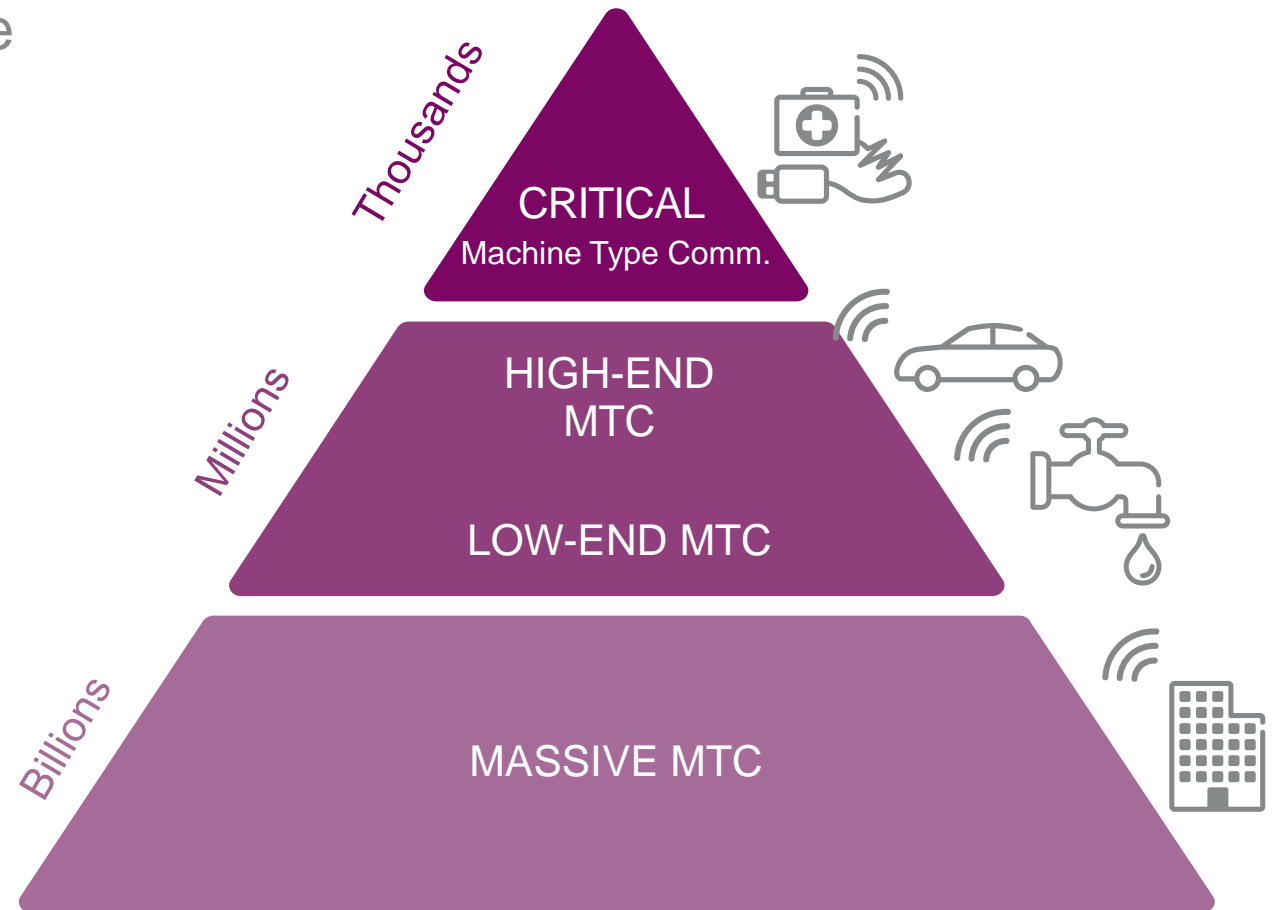 e
Thousands
CRITICAL
Machine Type Comm.
Millions
HIGH-END
MTC
LOW-END MTC
Billions
MASSIVE MTC